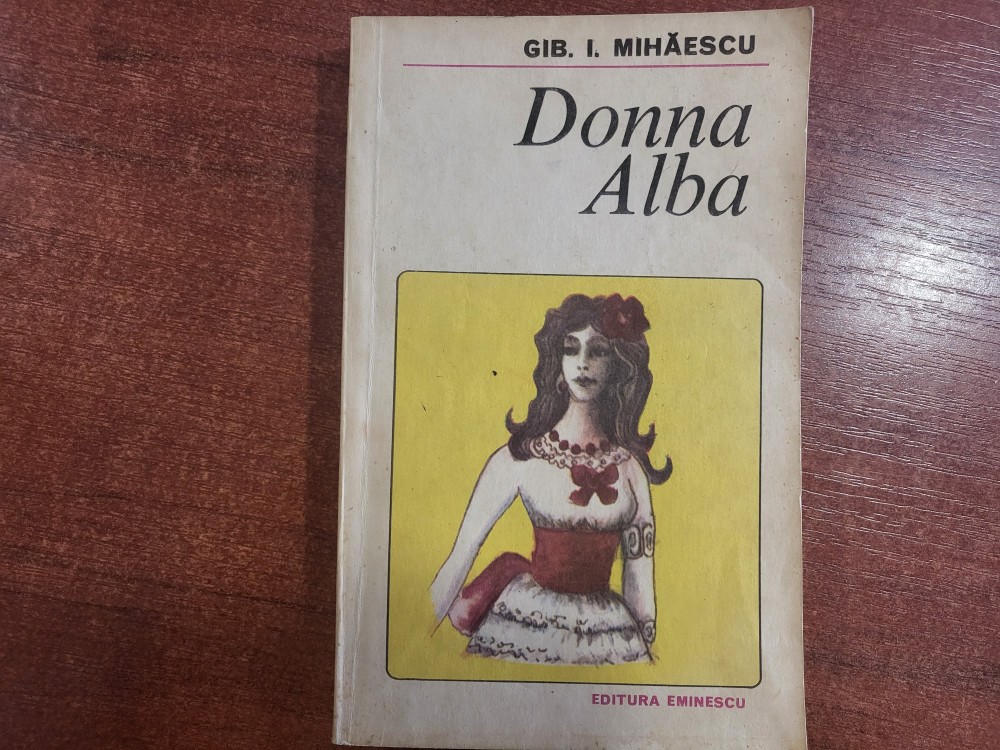 GIB. I. MIHĂESCU
Donna
Alba
EDITURA EMINESCU